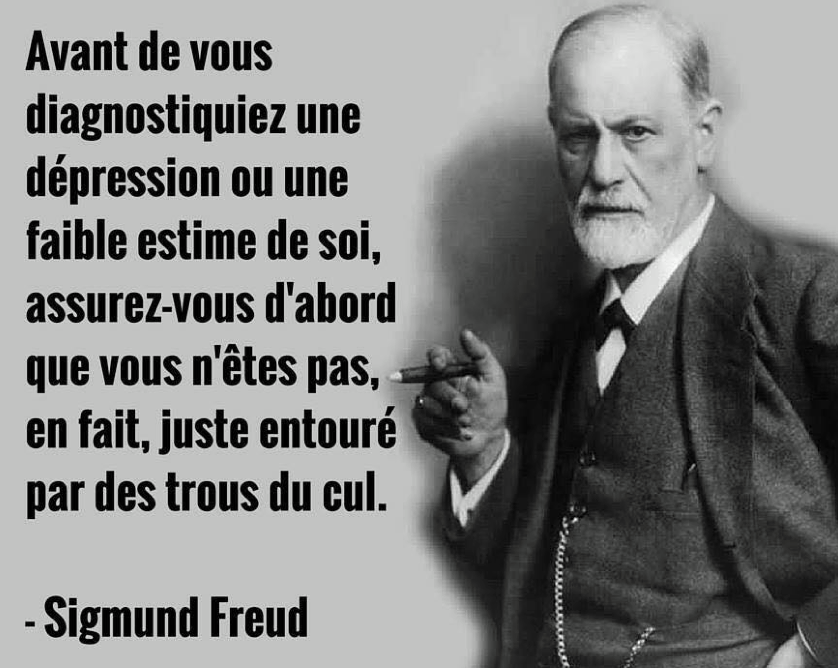 Avant de vous
diagnostiquiez une
dépression ou une
faible estime de soi,
assurez-vous d'abord
que vous n'êtes pas,
en fait, juste entouré
par des trous du cul.
- Sigmund Freud